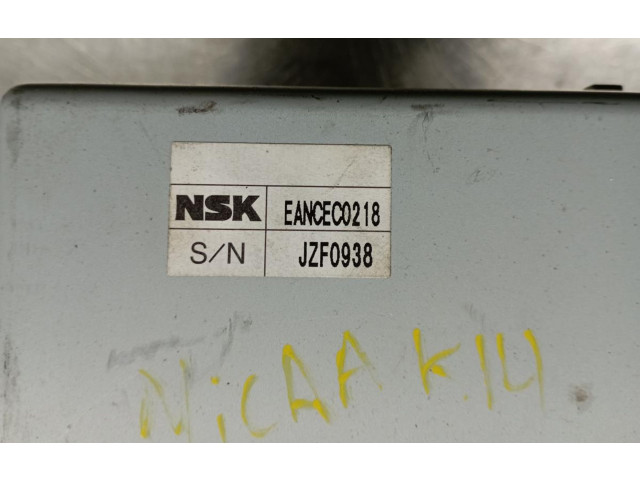 NSK EANCEC0218
S/N JZF0938
NiCAA K14